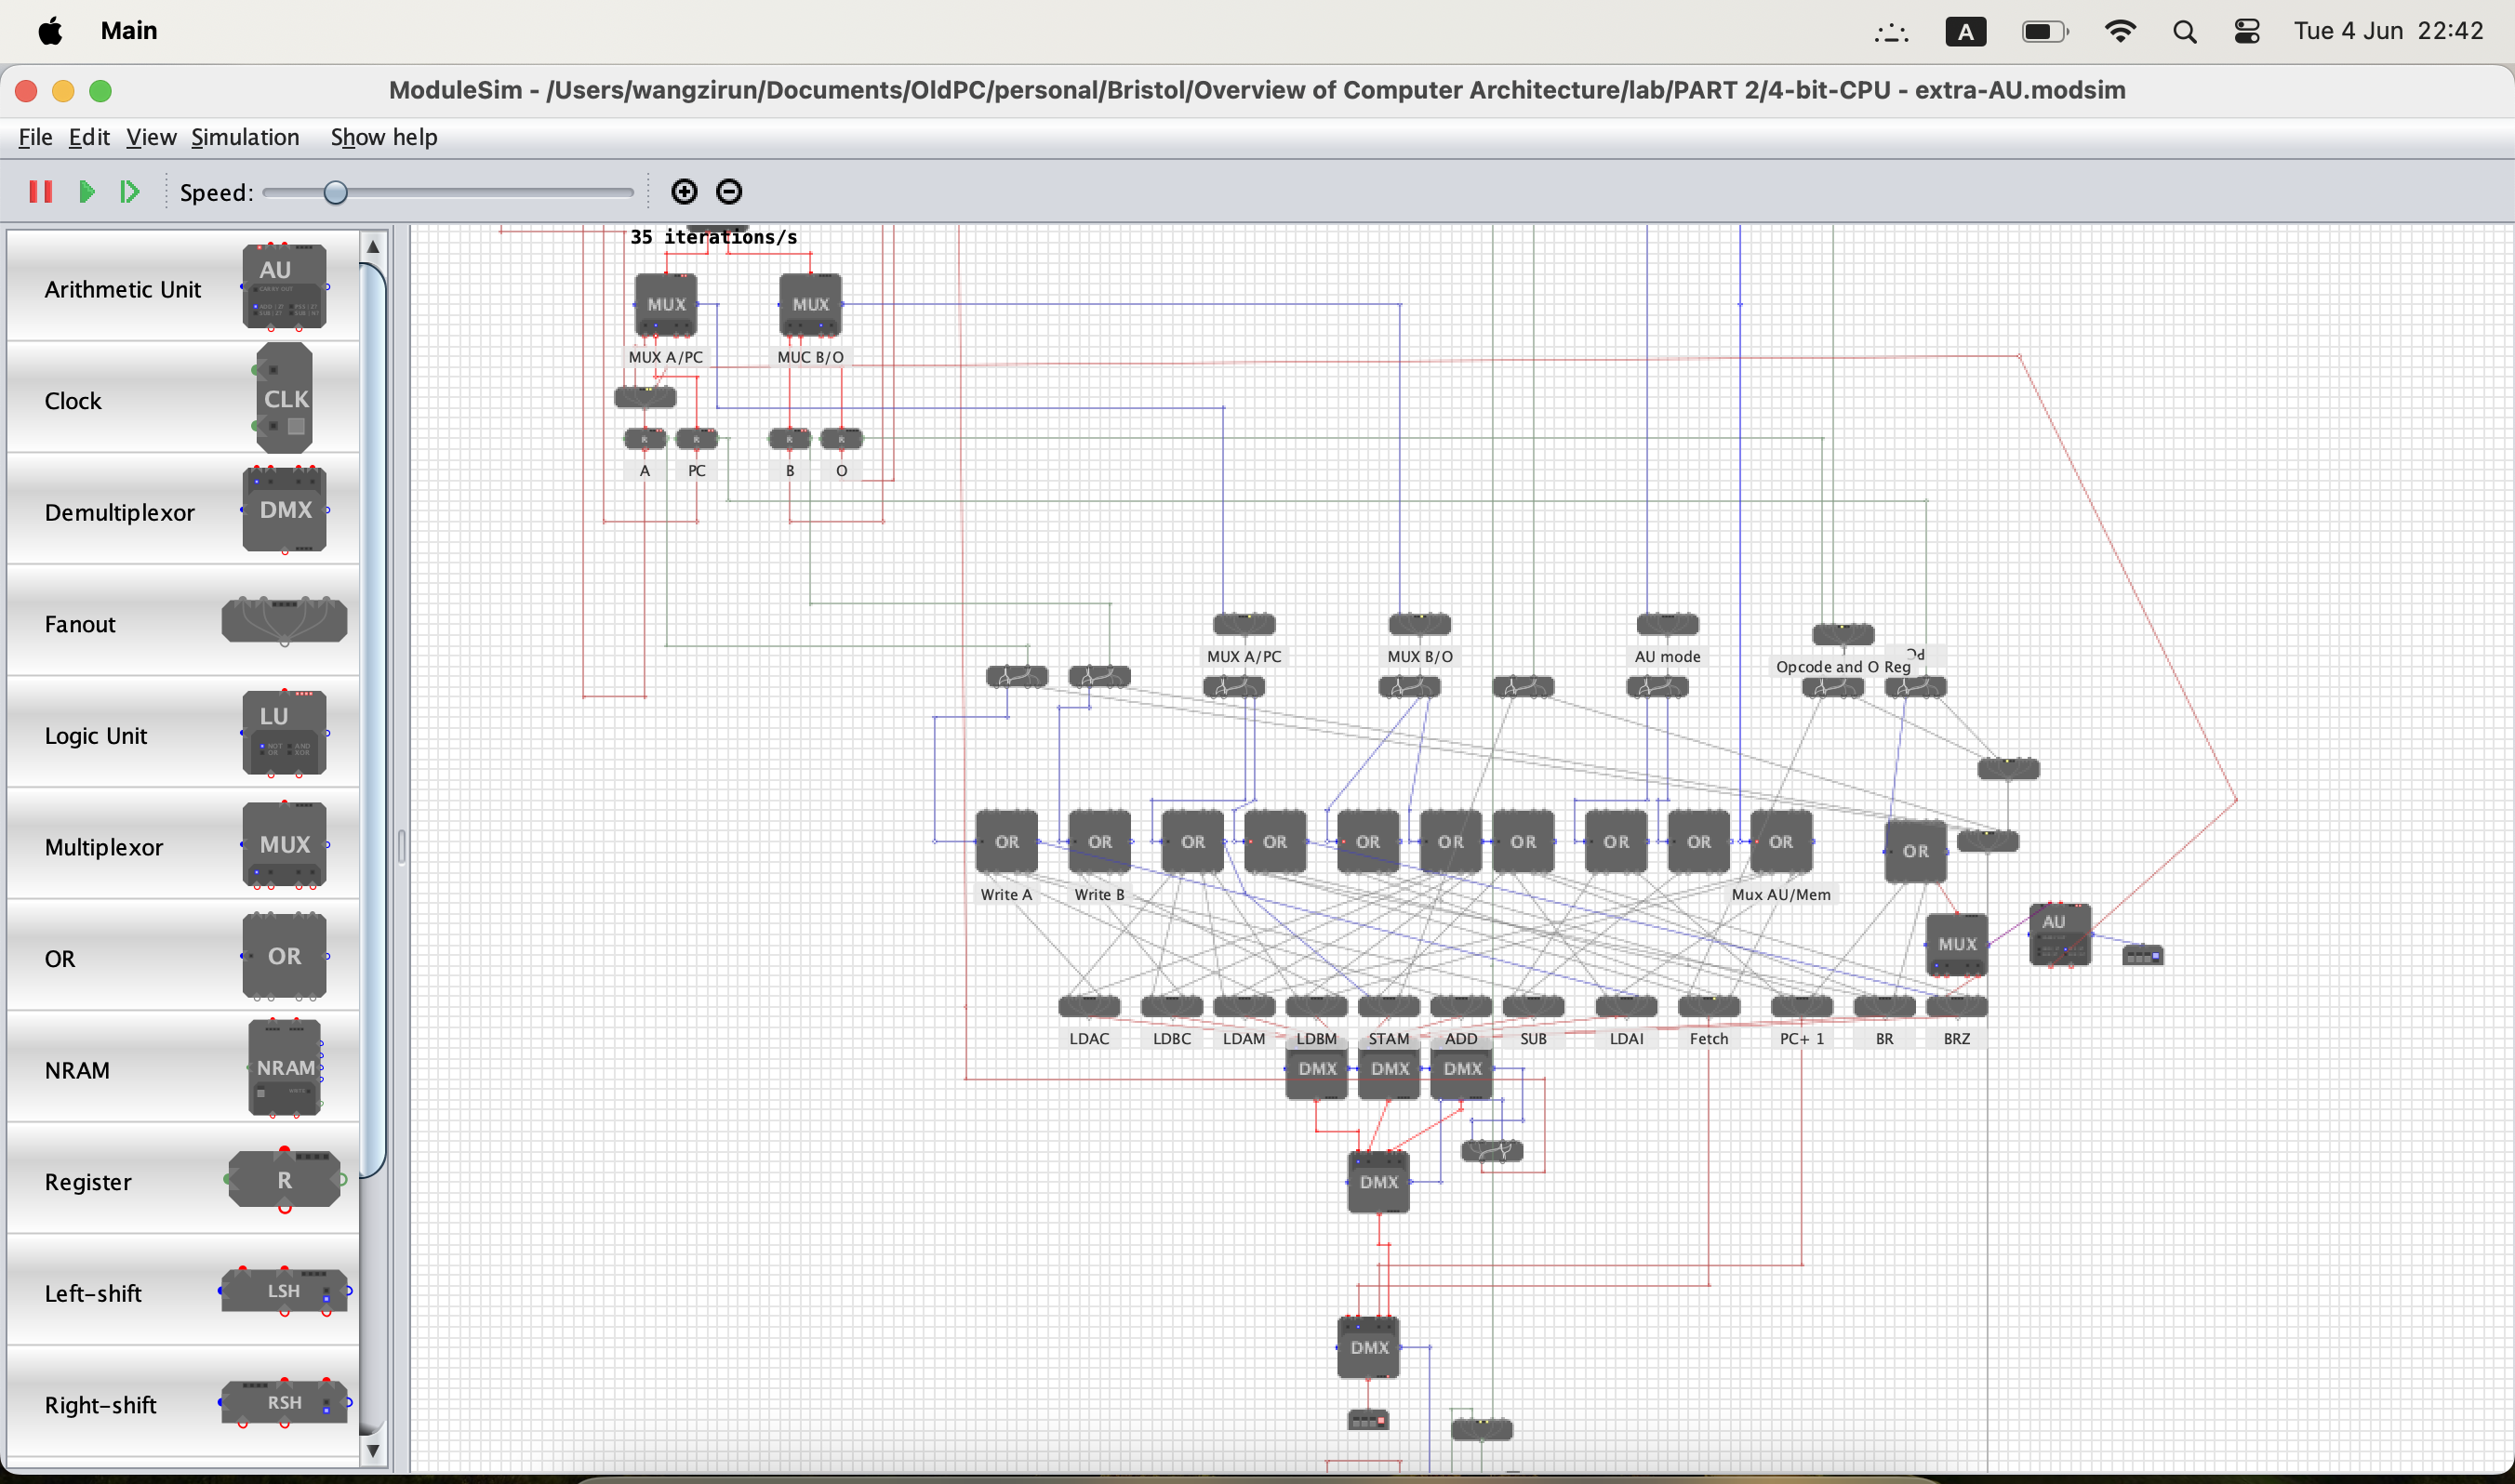 Main
A
Tue 4 Jun 22:42
ModuleSim - /Users/wangzirun/Documents/OldPC/personal/Bristol/Overview of Computer Architecture/lab/PART 2/4-bit-CPU - extra-AU.modsim
File Edit View Simulation Show help
Speed:
Arithmetic Unit
AU
CARRY OUT
Clock
CLK
Demultiplexor
DMX
Fanout
Logic Unit
LU
Multiplexor
MUX
OR
OR
NRAM
NRAM
Register
R
Left-shift
LSH
Right-shift
RSH
35 iterations/s
MUX MUX
MUX A/PC MUC B/O
R R R R
A PC B O
MUX A/PC MUX B/O AU mode Opcode and O Reg
OR OR OR OR OR OR OR OR OR OR OR
Write A Write B Mux AU/Mem
MUX AU
LDAC LDBC LDAM LDBM STAM ADD SUB LDAI Fetch PC+ 1 BR BRZ
DMX DMX DMX
DMX
DMX